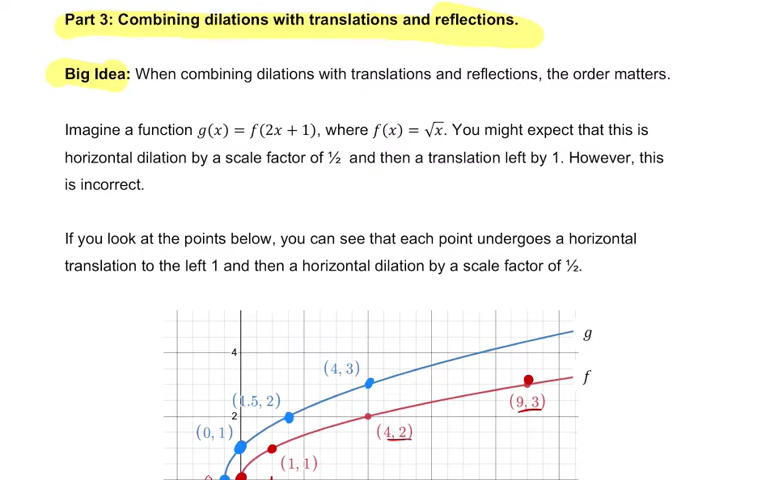 Part 3: Combining dilations with translations and reflections.
Big Idea: When combining dilations with translations and reflections, the order matters.
Imagine a function g(x) = f(2x + 1), where f(x) = √x. You might expect that this is
horizontal dilation by a scale factor of ½ and then a translation left by 1. However, this
is incorrect.
If you look at the points below, you can see that each point undergoes a horizontal
translation to the left 1 and then a horizontal dilation by a scale factor of ½.
g
4
(4, 3)
f
(1.5, 2)
(9, 3)
2
(0, 1)
(4, 2)
(1, 1)